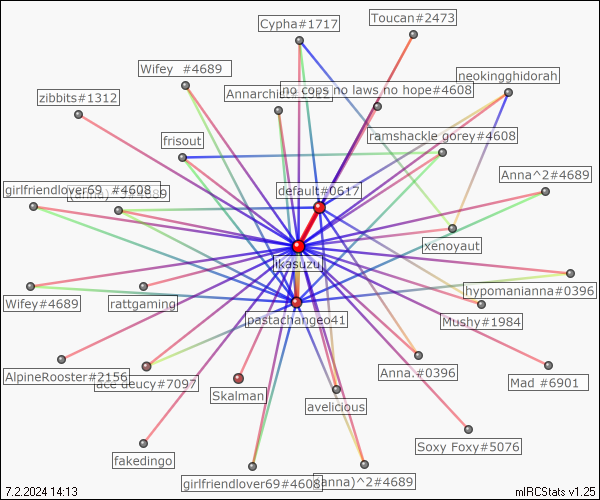 Cypha#1717
Toucan#2473
Wifey #4689
neokingghidorah
no cops no laws no hope#4608
zibbits#1312
ramshackle gorey#4608
frisout
Anna^2#4689
girlfriendlover69 #4608
default#0617
xenoyaut
ikasuzu
hypomanianna#0396
Wifey#4689
rattgaming
pastachangeo41
Mushy#1984
Anna.#0396
AlpineRooster#2156
ace deucy#7097
Mad #6901
Skalman
avelicious
Soxy Foxy#5076
fakedingo
girlfriendlover69#4608
(anna)^2#4689
7.2.2024 14:13
mIRCStats v1.25